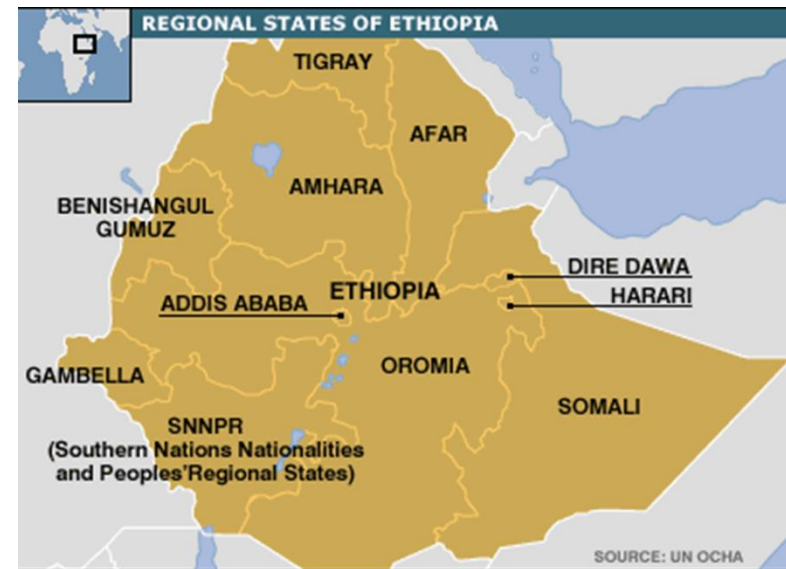 REGIONAL STATES OF ETHIOPIA
TIGRAY
AFAR
AMHARA
BENISHANGUL
GUMUZ
DIRE DAWA
ETHIOPIA
ADDIS ABABA
HARARI
OROMIA
GAMBELLA
SOMALI
SNNPR
(Southern Nations Nationalities
and Peoples'Regional States)
SOURCE: UN OCHA